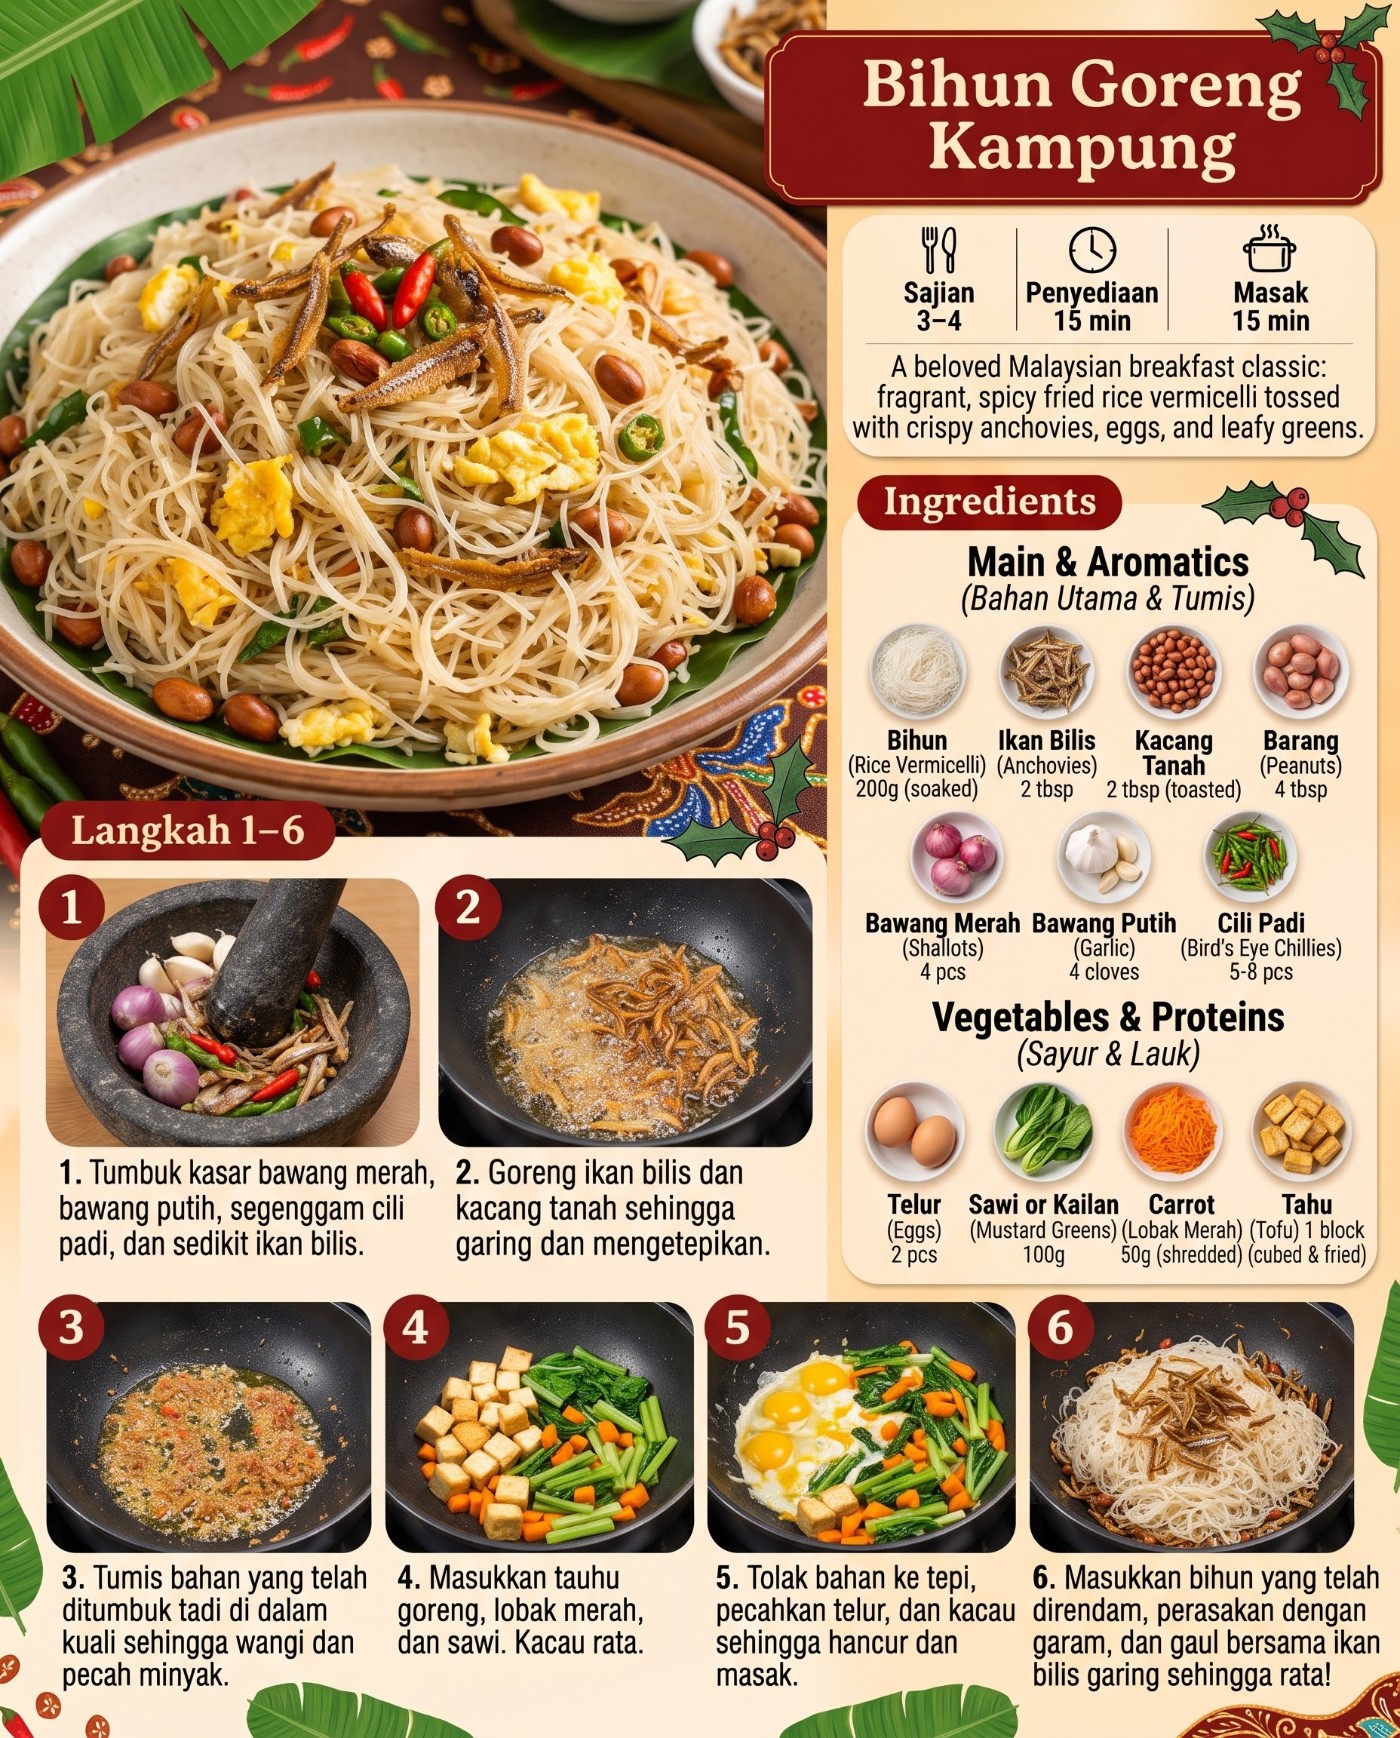 Bihun Goreng
Kampung
Sajian
3–4
Penyediaan
15 min
Masak
15 min
A beloved Malaysian breakfast classic:
fragrant, spicy fried rice vermicelli tossed
with crispy anchovies, eggs, and leafy greens.
Ingredients
Main & Aromatics
(Bahan Utama & Tumis)
Bihun
(Rice Vermicelli)
200g (soaked)
Ikan Bilis
(Anchovies)
2 tbsp
Kacang
Tanah
2 tbsp (toasted)
Barang
(Peanuts)
4 tbsp
Bawang Merah
(Shallots)
4 pcs
Bawang Putih
(Garlic)
4 cloves
Cili Padi
(Bird's Eye Chillies)
5-8 pcs
Vegetables & Proteins
(Sayur & Lauk)
Telur
(Eggs)
2 pcs
Sawi or Kailan
(Mustard Greens)
100g
Carrot
(Lobak Merah)
50g (shredded)
Tahu
(Tofu) 1 block
(cubed & fried)
Langkah 1–6
1
1. Tumbuk kasar bawang merah,
bawang putih, segenggam cili
padi, dan sedikit ikan bilis.
2
2. Goreng ikan bilis dan
kacang tanah sehingga
garing dan mengetepikan.
3
3. Tumis bahan yang telah
ditumbuk tadi di dalam
kuali sehingga wangi dan
pecah minyak.
4
4. Masukkan tauhu
goreng, lobak merah,
dan sawi. Kacau rata.
5
5. Tolak bahan ke tepi,
pecahkan telur, dan kacau
sehingga hancur dan
masak.
6
6. Masukkan bihun yang telah
direndam, perasakan dengan
garam, dan gaul bersama ikan
bilis garing sehingga rata!